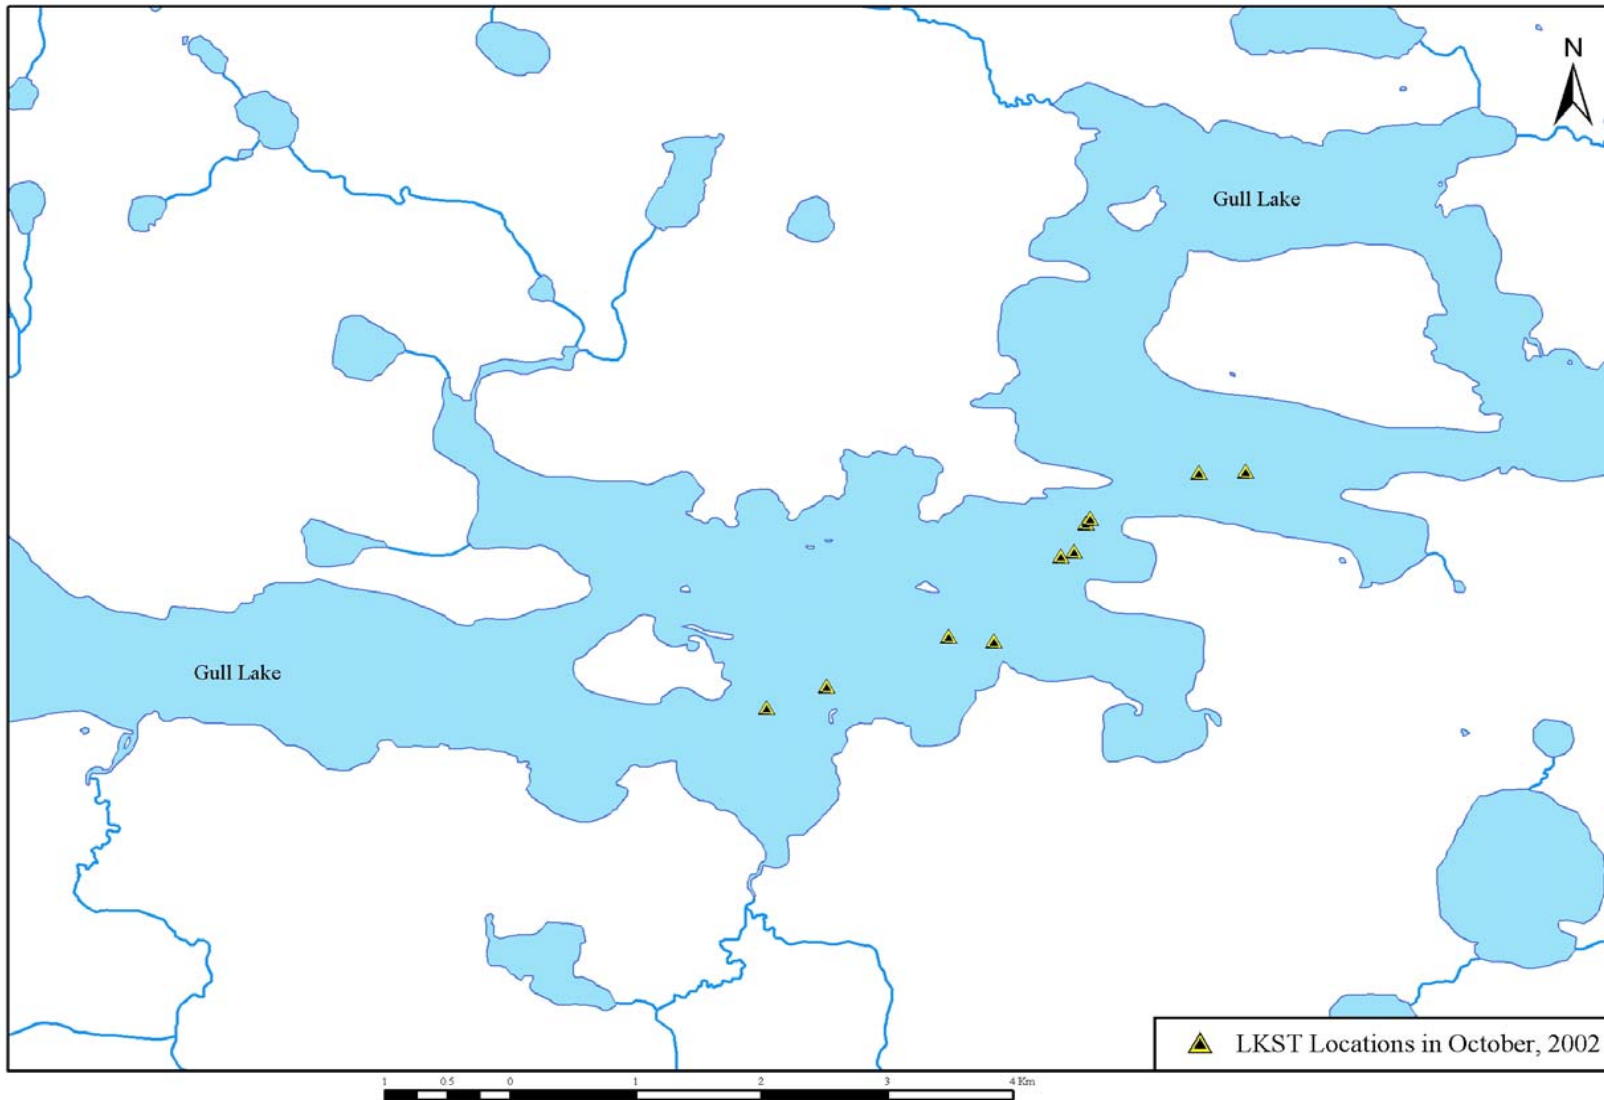 N
Gull Lake
Gull Lake
LKST Locations in October, 2002
1 0.5 0 1 2 3 4 Km